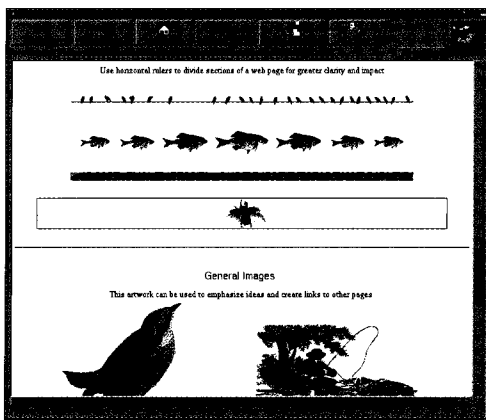 Use horizontal rulers to divide sections of a web page for greater clarity and impact
General Images
This artwork can be used to emphasize ideas and create links to other pages